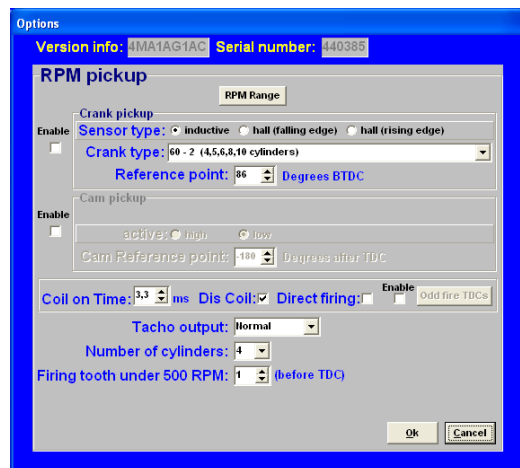 Options
Version info: 4MA1AG1AC Serial number: 440385
RPM pickup
RPM Range
Crank pickup
Enable Sensor type: inductive hall (falling edge) hall (rising edge)
Crank type: 60 - 2 (4,5,6,8,10 cylinders)
Reference point: 86 Degrees BTDC
Cam pickup
Enable
active: high low
Cam Reference point: -180 Degrees after TDC
Enable
Coil on Time: 3,3 ms Dis Coil: Direct firing: Odd fire TDCs
Tacho output: Normal
Number of cylinders: 4
Firing tooth under 500 RPM: 1 (before TDC)
Ok Cancel